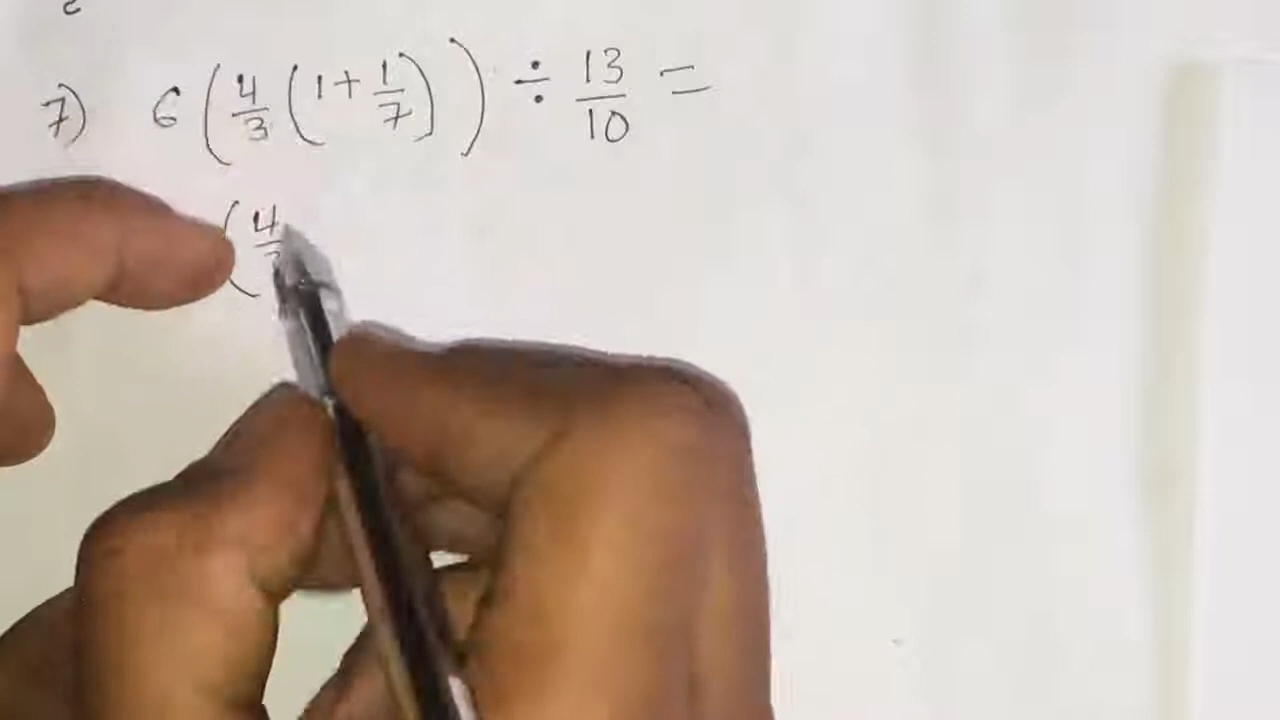 7) 6(4/3(1+1/7)) ÷ 13/10 =
(4/